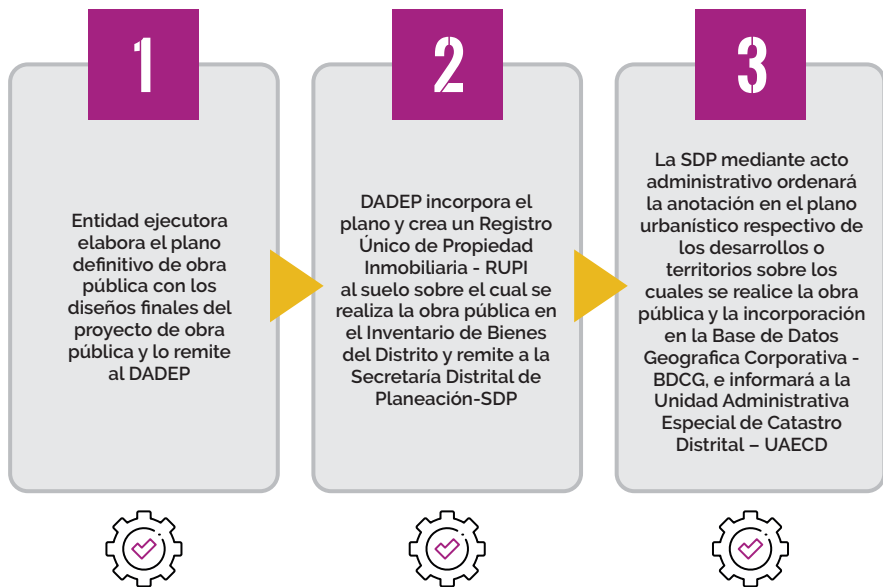 1
Entidad ejecutora
elabora el plano
definitivo de obra
pública con los
diseños finales del
proyecto de obra
pública y lo remite
al DADEP
2
DADEP incorpora el
plano y crea un Registro
Único de Propiedad
Inmobiliaria - RUPI
al suelo sobre el cual se
realiza la obra pública en
el Inventario de Bienes
del Distrito y remite a la
Secretaría Distrital de
Planeación-SDP
3
La SDP mediante acto
administrativo ordenará
la anotación en el plano
urbanístico respectivo de
los desarrollos o
territorios sobre los
cuales se realice la obra
pública y la incorporación
en la Base de Datos
Geografica Corporativa -
BDCG, e informará a la
Unidad Administrativa
Especial de Catastro
Distrital – UAECD